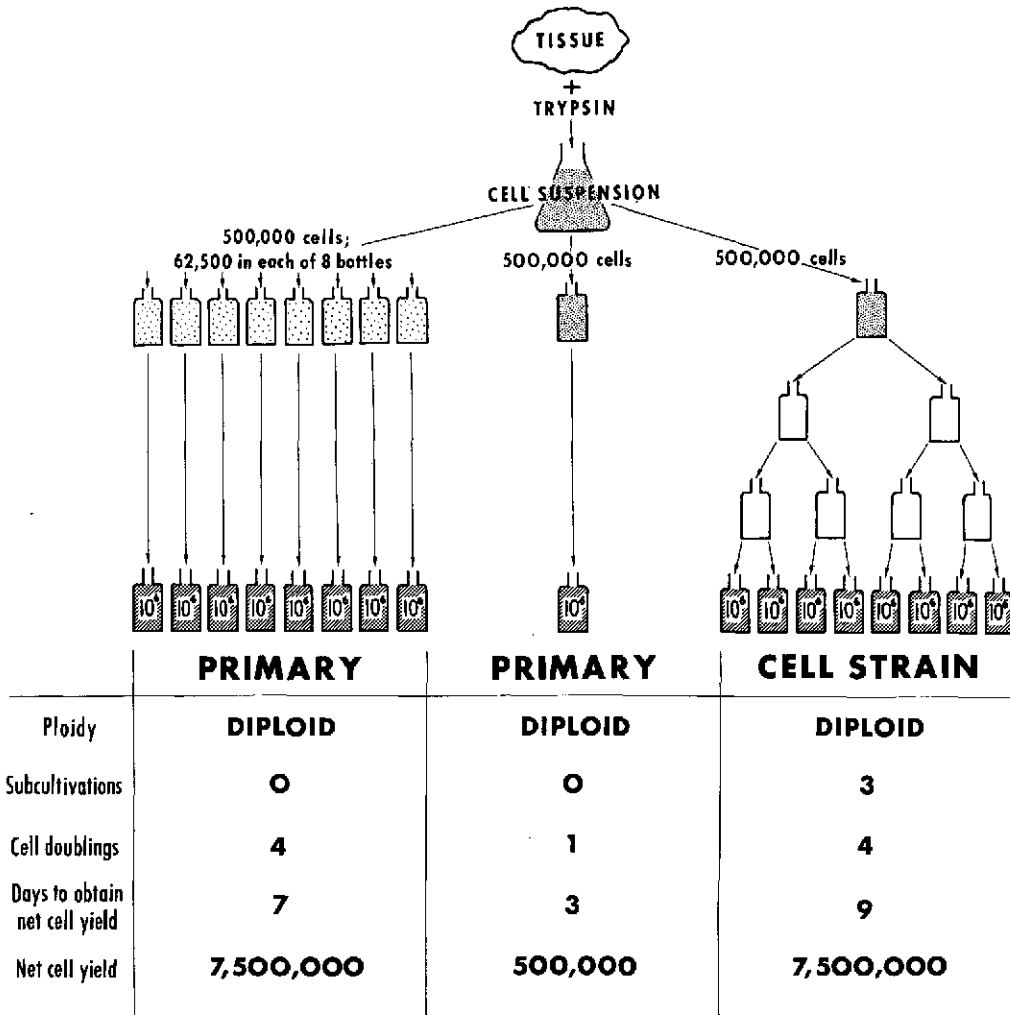 TISSUE
+
TRYPSIN
CELL SUSPENSION
500,000 cells;
62,500 in each of 8 bottles
500,000 cells
500,000 cells
10⁶ 10⁶ 10⁶ 10⁶ 10⁶ 10⁶ 10⁶ 10⁶ 10⁶ 10⁶ 10⁶ 10⁶ 10⁶ 10⁶ 10⁶ 10⁶ 10⁶
PRIMARY PRIMARY CELL STRAIN
Ploidy DIPLOID DIPLOID DIPLOID
Subcultivations 0 0 3
Cell doublings 4 1 4
Days to obtain
net cell yield 7 3 9
Net cell yield 7,500,000 500,000 7,500,000